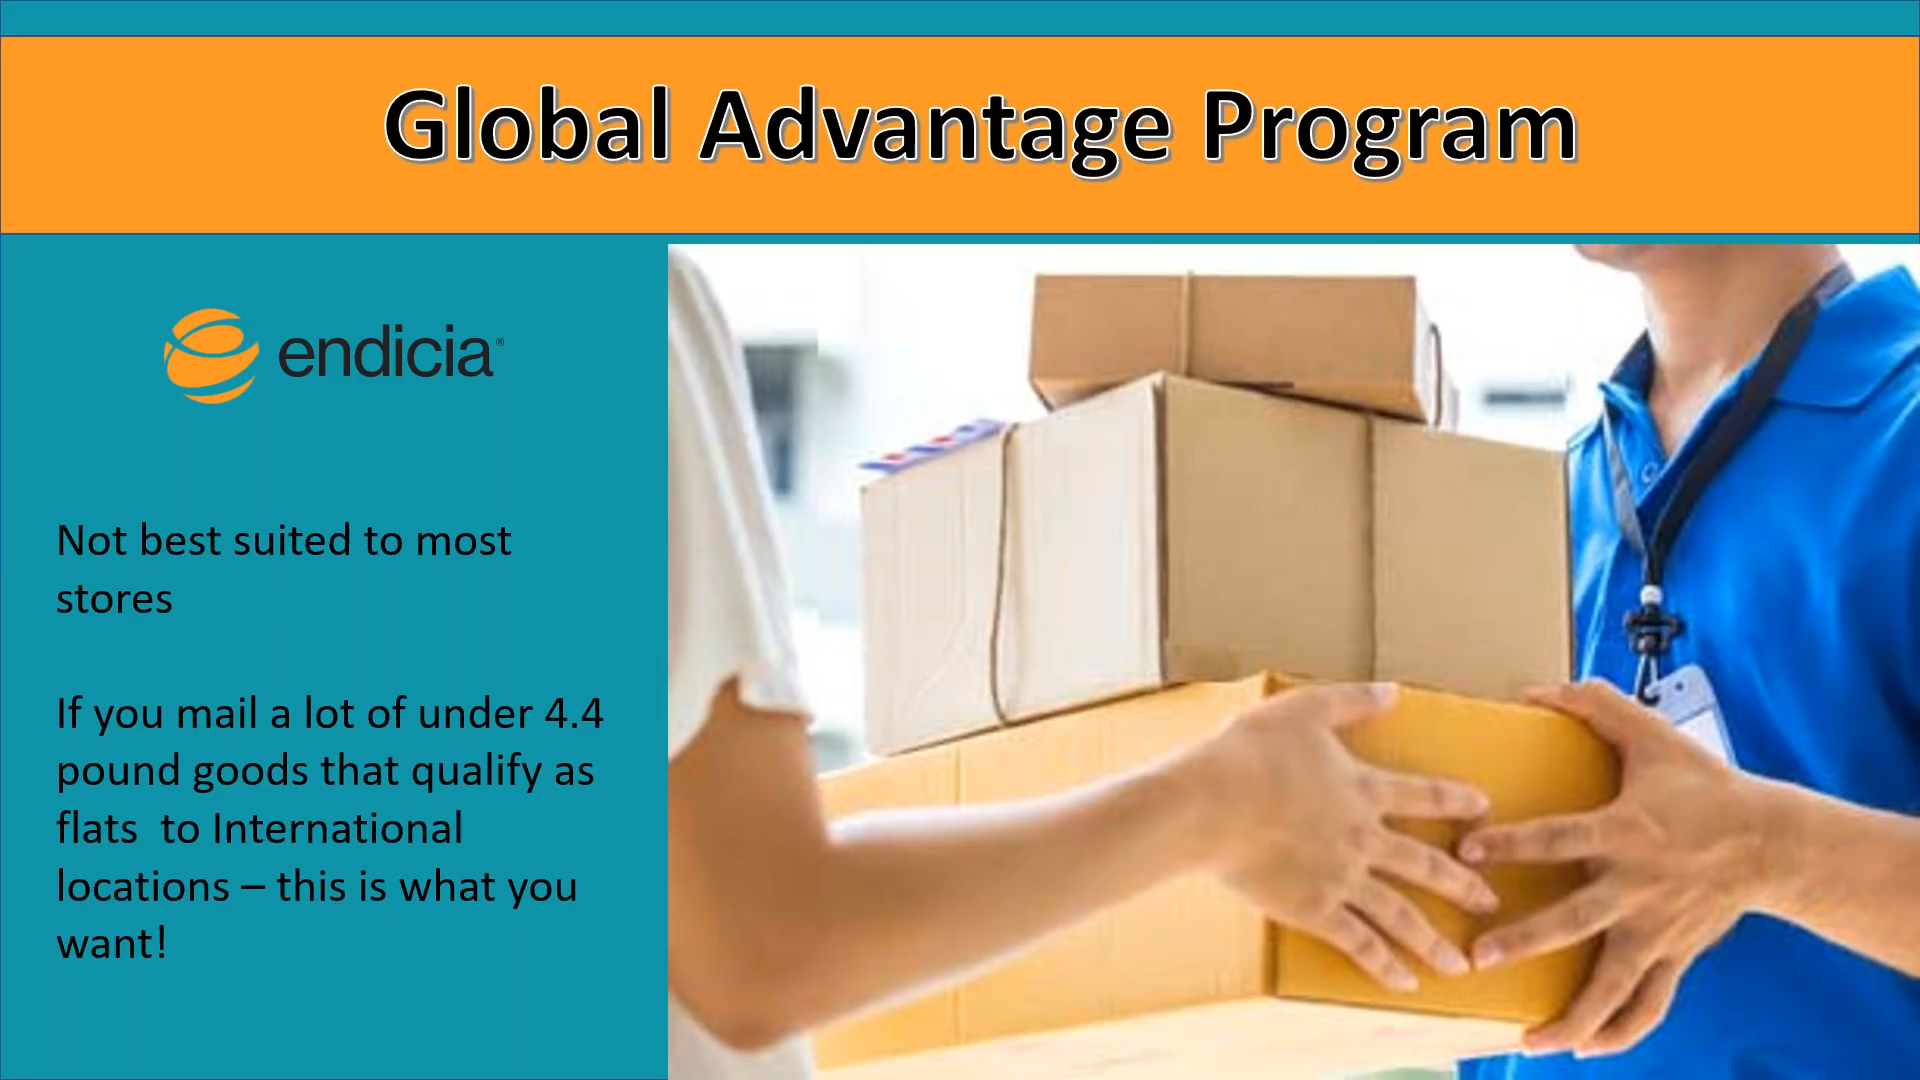 Global Advantage Program
endicia®
Not best suited to most
stores
If you mail a lot of under 4.4
pound goods that qualify as
flats  to International
locations – this is what you
want!